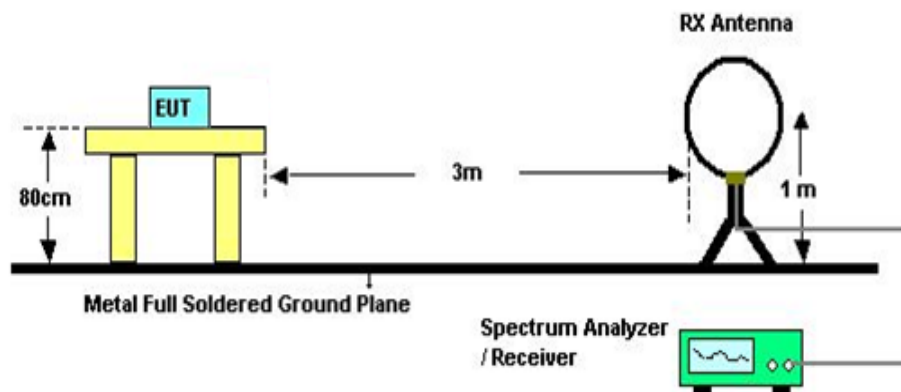 RX Antenna
EUT
80cm
3m
1 m
Metal Full Soldered Ground Plane
Spectrum Analyzer
/ Receiver